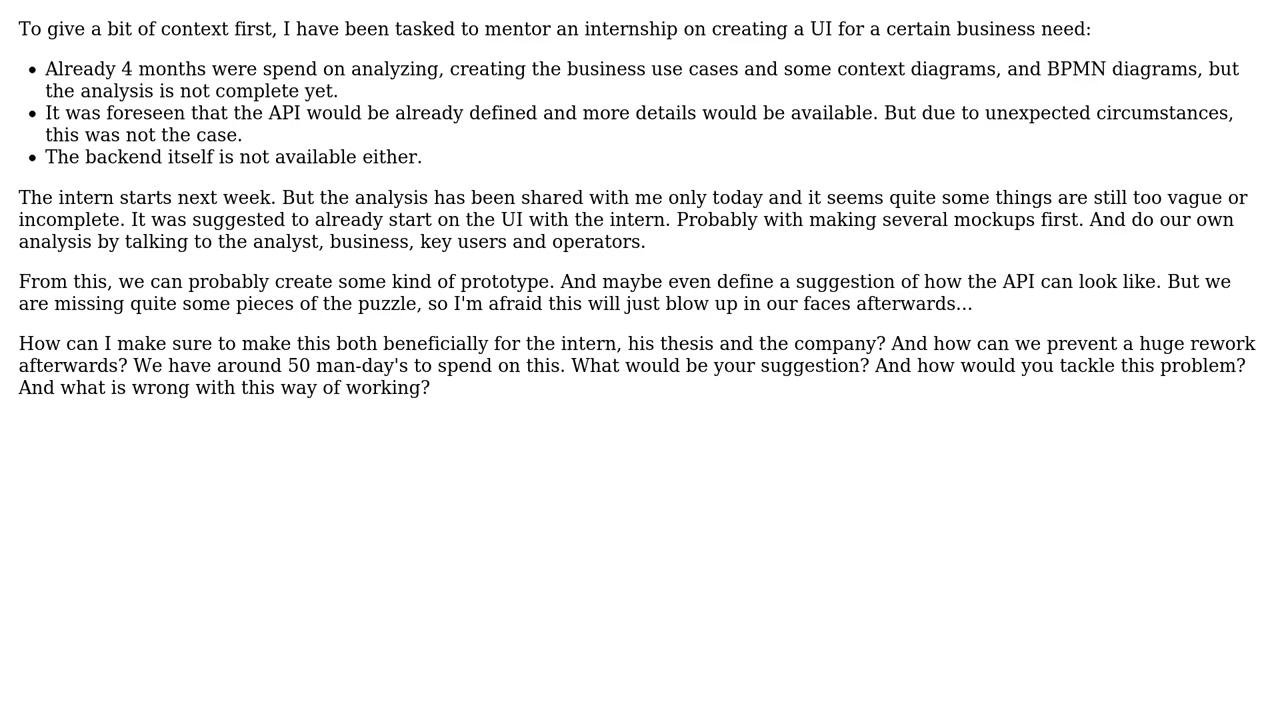 To give a bit of context first, I have been tasked to mentor an internship on creating a UI for a certain business need:
• Already 4 months were spend on analyzing, creating the business use cases and some context diagrams, and BPMN diagrams, but
the analysis is not complete yet.
• It was foreseen that the API would be already defined and more details would be available. But due to unexpected circumstances,
this was not the case.
• The backend itself is not available either.
The intern starts next week. But the analysis has been shared with me only today and it seems quite some things are still too vague or
incomplete. It was suggested to already start on the UI with the intern. Probably with making several mockups first. And do our own
analysis by talking to the analyst, business, key users and operators.
From this, we can probably create some kind of prototype. And maybe even define a suggestion of how the API can look like. But we
are missing quite some pieces of the puzzle, so I'm afraid this will just blow up in our faces afterwards...
How can I make sure to make this both beneficially for the intern, his thesis and the company? And how can we prevent a huge rework
afterwards? We have around 50 man-day's to spend on this. What would be your suggestion? And how would you tackle this problem?
And what is wrong with this way of working?